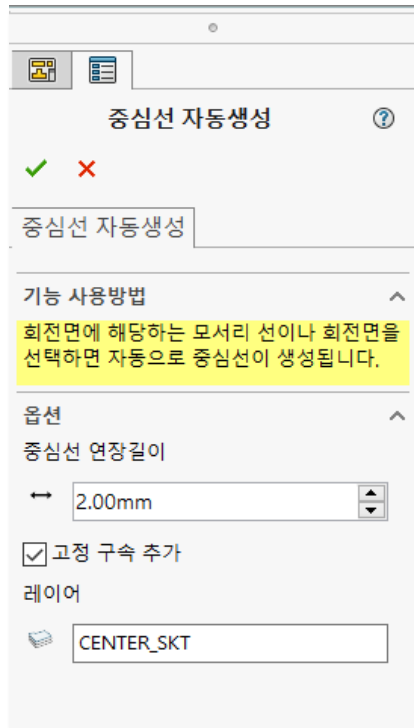 중심선 자동생성
중심선 자동생성
기능 사용방법
회전면에 해당하는 모서리 선이나 회전면을
선택하면 자동으로 중심선이 생성됩니다.
옵션
중심선 연장길이
2.00mm
고정 구속 추가
레이어
CENTER_SKT